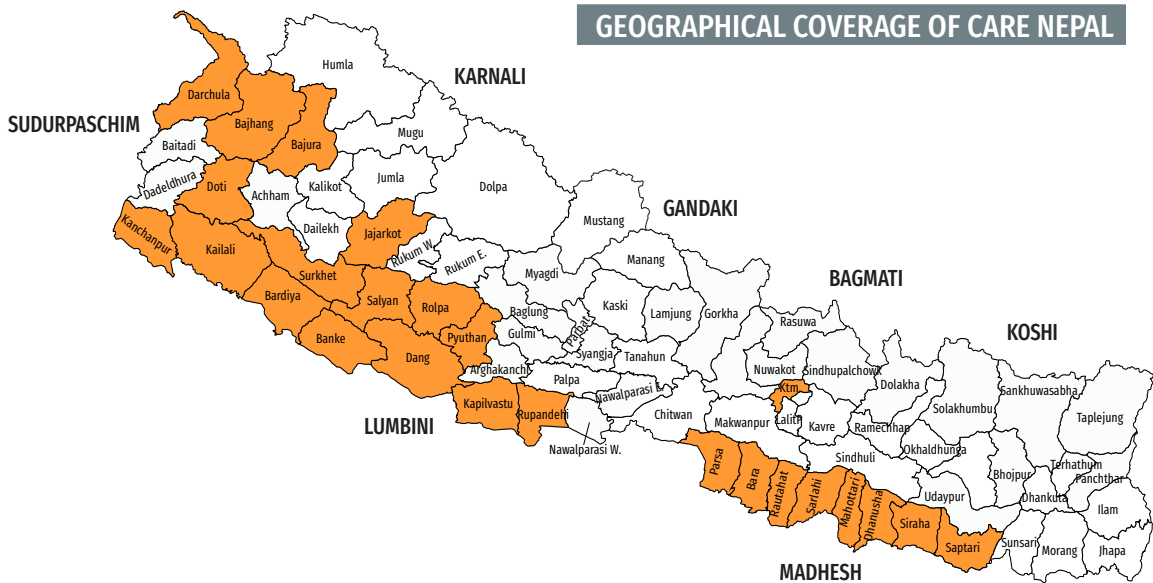 GEOGRAPHICAL COVERAGE OF CARE NEPAL
Humla
KARNALI
Darchula
SUDURPASCHIM
Bajhang
Bajura
Mugu
Baitadi
Dadeldhura
Doti
Achham
Kalikot
Jumla
Dolpa
Kanchanpur
Kailali
Dailekh
Jajarkot
Mustang
GANDAKI
Rukum W.
Rukum E.
Manang
Surkhet
Myagdi
BAGMATI
Bardiya
Salyan
Rolpa
Baglung
Parbat
Kaski
Lamjung
Gorkha
Rasuwa
KOSHI
Banke
Pyuthan
Gulmi
Syangja
Tanahun
Nuwakot
Sindhupalchowk
Dang
Arghakanchi
Palpa
Nawalparasi E.
Ktm.
Dolakha
Sankhuwasabha
Kapilvastu
Rupandehi
Chitwan
Makwanpur
Lalitp
Kavre
Ramechhap
Solakhumbu
Taplejung
LUMBINI
Nawalparasi W.
Sindhuli
Okhaldhunga
Parsa
Bara
Rautahat
Sarlahi
Mahottari
Dhanusha
Siraha
Saptari
Udaypur
Bhojpur
Terhathum
Panchthar
Dhankuta
Ilam
Sunsari
Morang
Jhapa
MADHESH